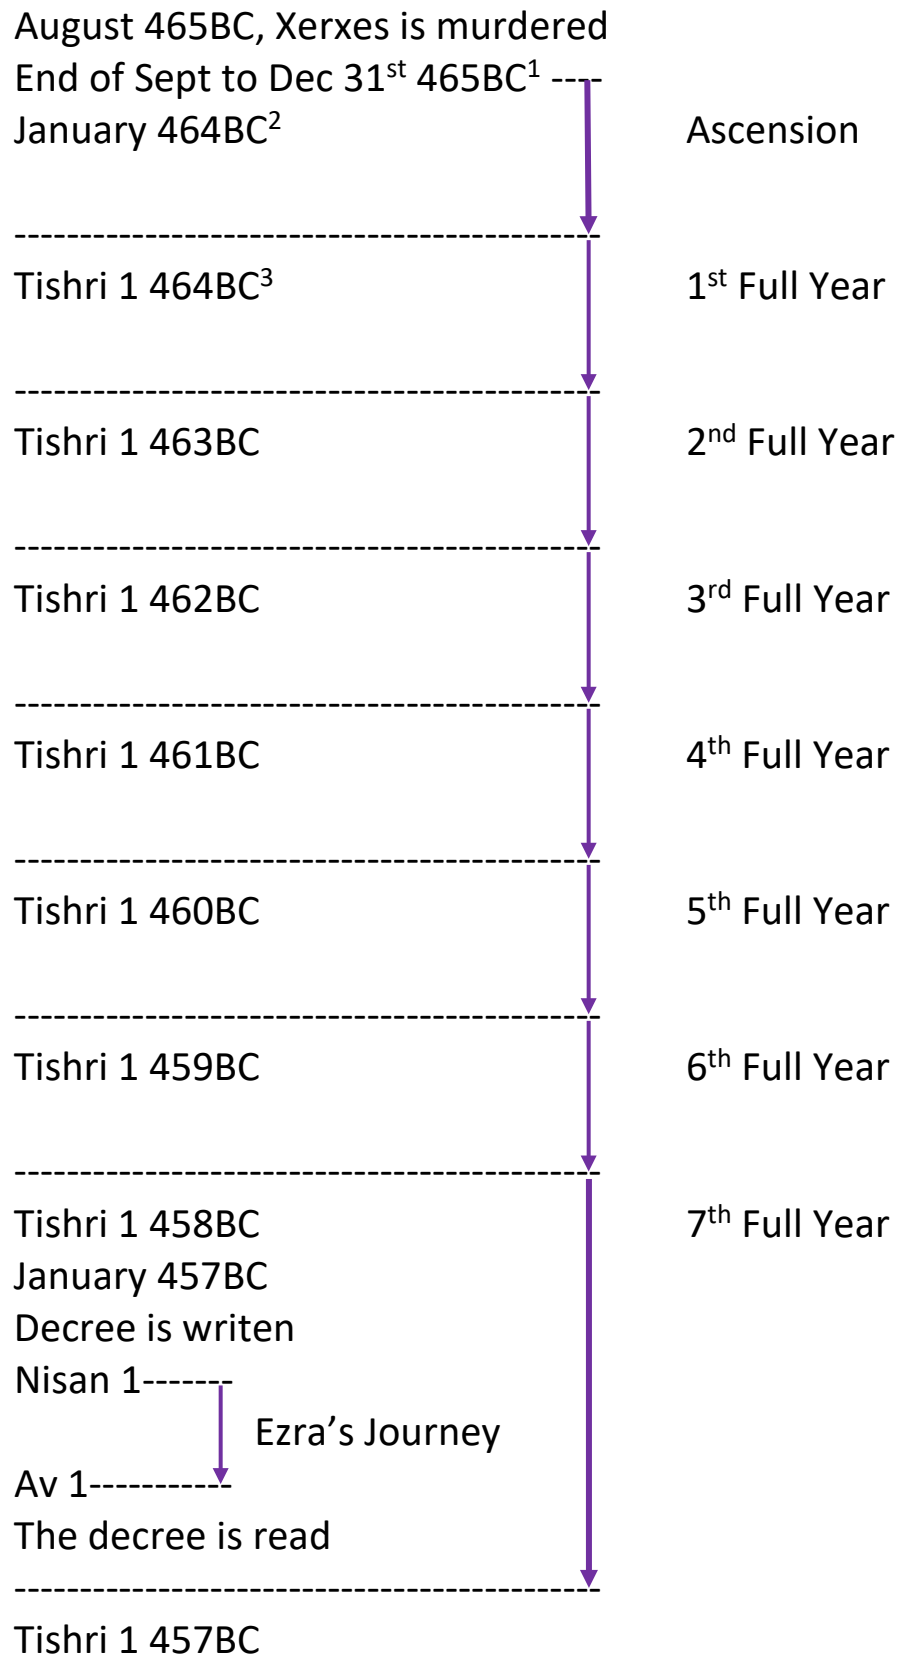 August 465BC, Xerxes is murdered
End of Sept to Dec 31st 465BC1 ----
January 464BC2 Ascension
---------------------------------------------
Tishri 1 464BC3 1st Full Year
---------------------------------------------
Tishri 1 463BC 2nd Full Year
---------------------------------------------
Tishri 1 462BC 3rd Full Year
---------------------------------------------
Tishri 1 461BC 4th Full Year
---------------------------------------------
Tishri 1 460BC 5th Full Year
---------------------------------------------
Tishri 1 459BC 6th Full Year
---------------------------------------------
Tishri 1 458BC 7th Full Year
January 457BC
Decree is writen
Nisan 1-------
Ezra’s Journey
Av 1-----------
The decree is read
---------------------------------------------
Tishri 1 457BC